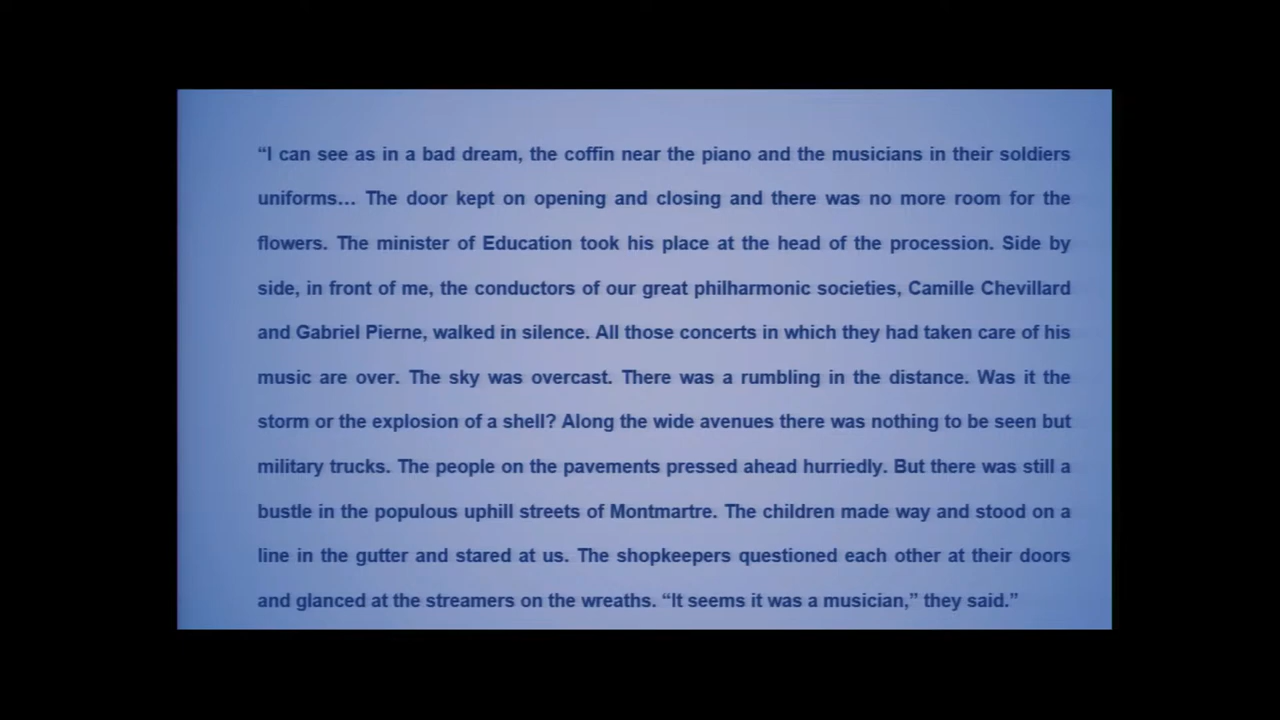 “I can see as in a bad dream, the coffin near the piano and the musicians in their soldiers
uniforms… The door kept on opening and closing and there was no more room for the
flowers. The minister of Education took his place at the head of the procession. Side by
side, in front of me, the conductors of our great philharmonic societies, Camille Chevillard
and Gabriel Pierne, walked in silence. All those concerts in which they had taken care of his
music are over. The sky was overcast. There was a rumbling in the distance. Was it the
storm or the explosion of a shell? Along the wide avenues there was nothing to be seen but
military trucks. The people on the pavements pressed ahead hurriedly. But there was still a
bustle in the populous uphill streets of Montmartre. The children made way and stood on a
line in the gutter and stared at us. The shopkeepers questioned each other at their doors
and glanced at the streamers on the wreaths. “It seems it was a musician,” they said.”